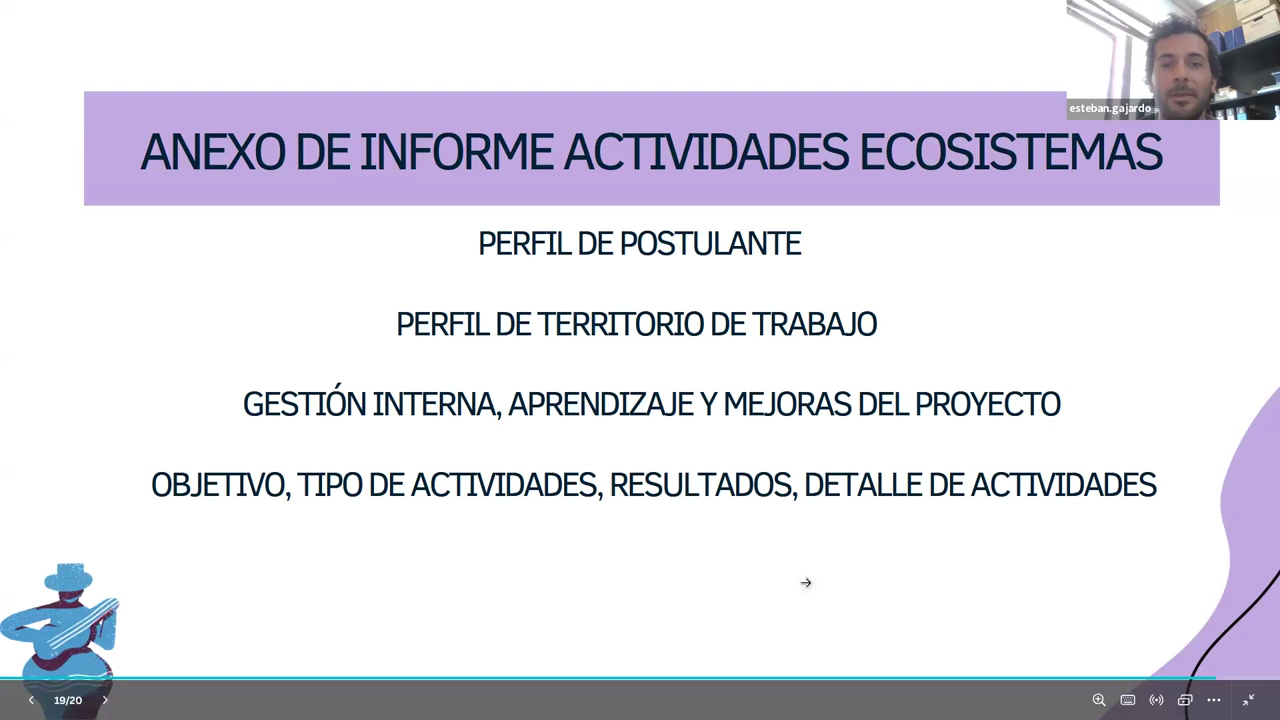 esteban.gajardo
ANEXO DE INFORME ACTIVIDADES ECOSISTEMAS
PERFIL DE POSTULANTE
PERFIL DE TERRITORIO DE TRABAJO
GESTIÓN INTERNA, APRENDIZAJE Y MEJORAS DEL PROYECTO
OBJETIVO, TIPO DE ACTIVIDADES, RESULTADOS, DETALLE DE ACTIVIDADES
19/20